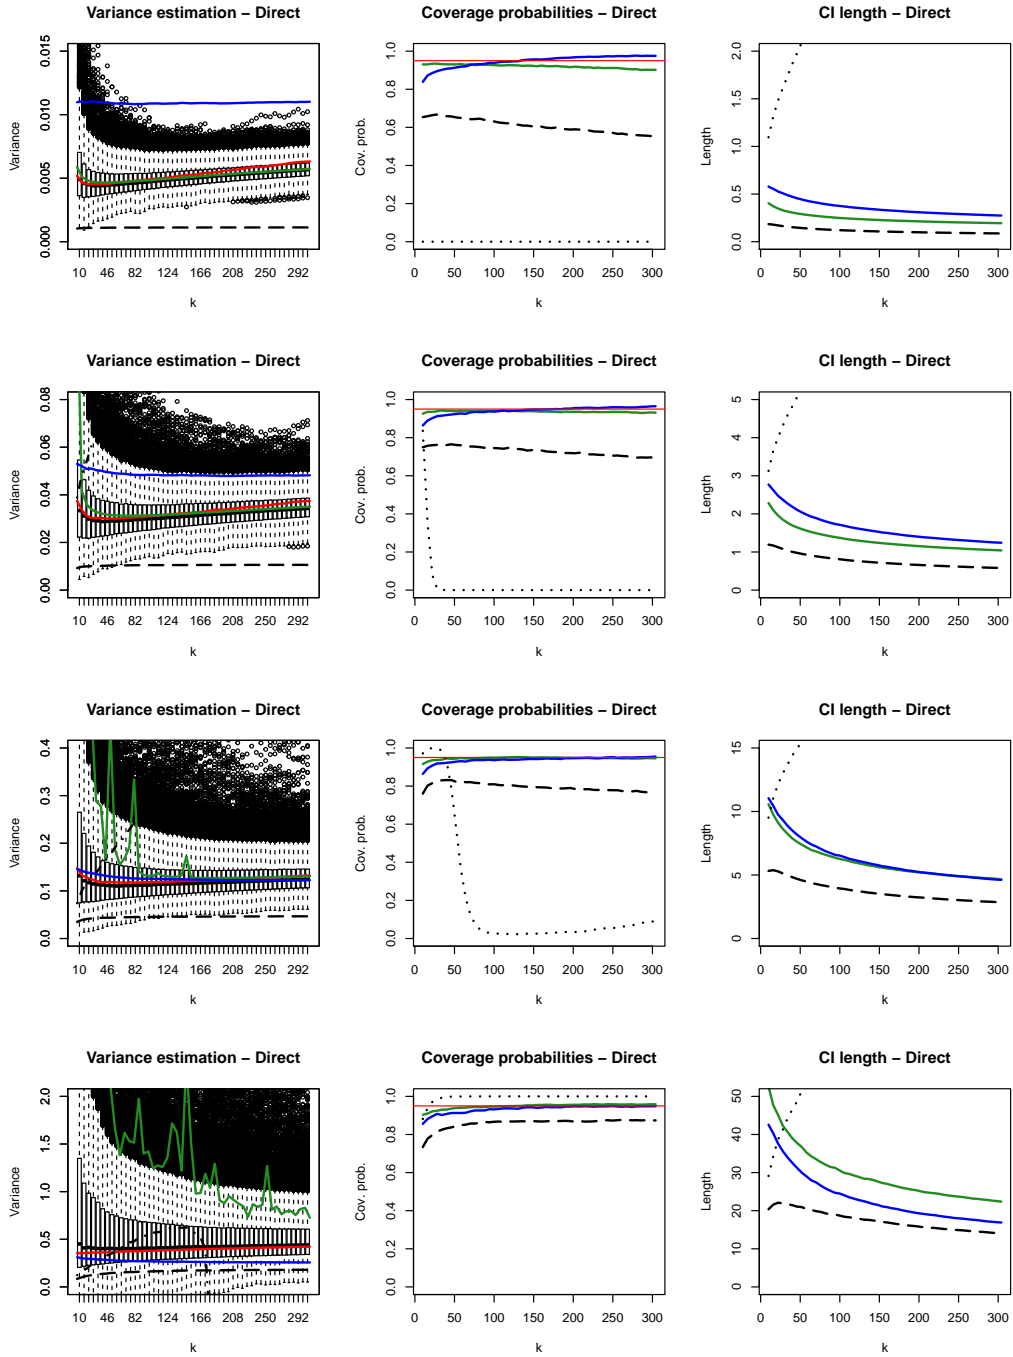 Variance estimation – Direct
Coverage probabilities – Direct
CI length – Direct
Variance
0.000 0.005 0.010 0.015
10 46 82 124 166 208 250 292
k
Cov. prob.
0.0 0.2 0.4 0.6 0.8 1.0
0 50 100 150 200 250 300
k
Length
0.0 0.5 1.0 1.5 2.0
0 50 100 150 200 250 300
k
Variance estimation – Direct
Coverage probabilities – Direct
CI length – Direct
Variance
0.00 0.02 0.04 0.06 0.08
10 46 82 124 166 208 250 292
k
Cov. prob.
0.0 0.2 0.4 0.6 0.8 1.0
0 50 100 150 200 250 300
k
Length
0 1 2 3 4 5
0 50 100 150 200 250 300
k
Variance estimation – Direct
Coverage probabilities – Direct
CI length – Direct
Variance
0.0 0.1 0.2 0.3 0.4
10 46 82 124 166 208 250 292
k
Cov. prob.
0.0 0.2 0.4 0.6 0.8 1.0
0 50 100 150 200 250 300
k
Length
0 5 10 15
0 50 100 150 200 250 300
k
Variance estimation – Direct
Coverage probabilities – Direct
CI length – Direct
Variance
0.0 0.5 1.0 1.5 2.0
10 46 82 124 166 208 250 292
k
Cov. prob.
0.0 0.2 0.4 0.6 0.8 1.0
0 50 100 150 200 250 300
k
Length
0 10 20 30 40 50
0 50 100 150 200 250 300
k